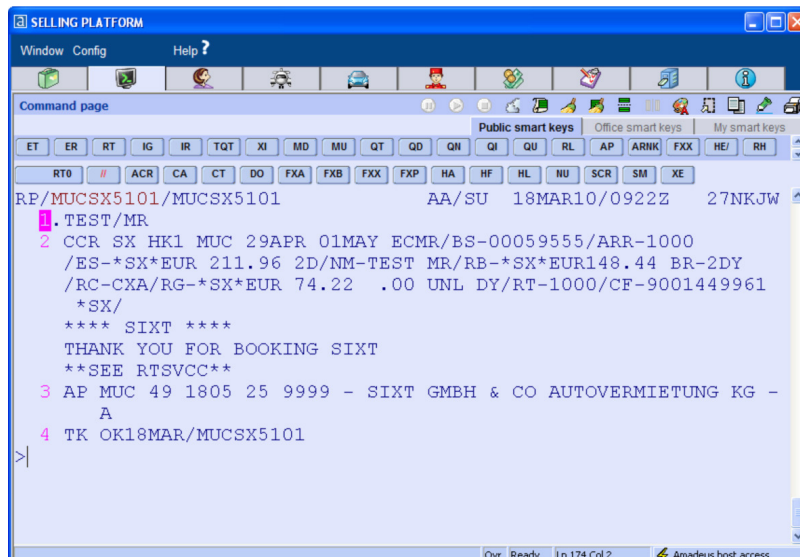 a SELLING PLATFORM
Window Config Help ?
Command page
Public smart keys Office smart keys My smart keys
ET ER RT IG IR TQT XI MD MU QT QD QN QI QU RL AP ARNK FXX HE/ RH
RT0 // ACR CA CT DO FXA FXB FXX FXP HA HF HL NU SCR SM XE
RP/MUCSX5101/MUCSX5101 AA/SU 18MAR10/0922Z 27NKJW
1.TEST/MR
2 CCR SX HK1 MUC 29APR 01MAY ECMR/BS-00059555/ARR-1000
/ES-*SX*EUR 211.96 2D/NM-TEST MR/RB-*SX*EUR148.44 BR-2DY
/RC-CXA/RG-*SX*EUR 74.22 .00 UNL DY/RT-1000/CF-9001449961
*SX/
**** SIXT ****
THANK YOU FOR BOOKING SIXT
**SEE RTSVCC**
3 AP MUC 49 1805 25 9999 - SIXT GMBH & CO AUTOVERMIETUNG KG -
A
4 TK OK18MAR/MUCSX5101
>
Ovr Ready Ln 174 Col 2 Amadeus host access